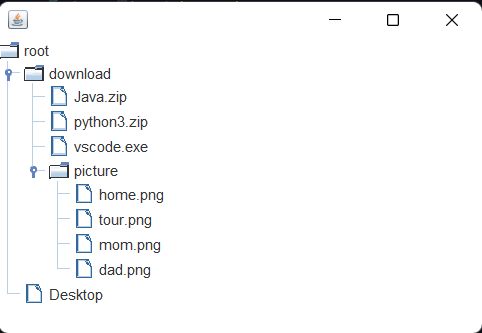 root
download
Java.zip
python3.zip
vscode.exe
picture
home.png
tour.png
mom.png
dad.png
Desktop